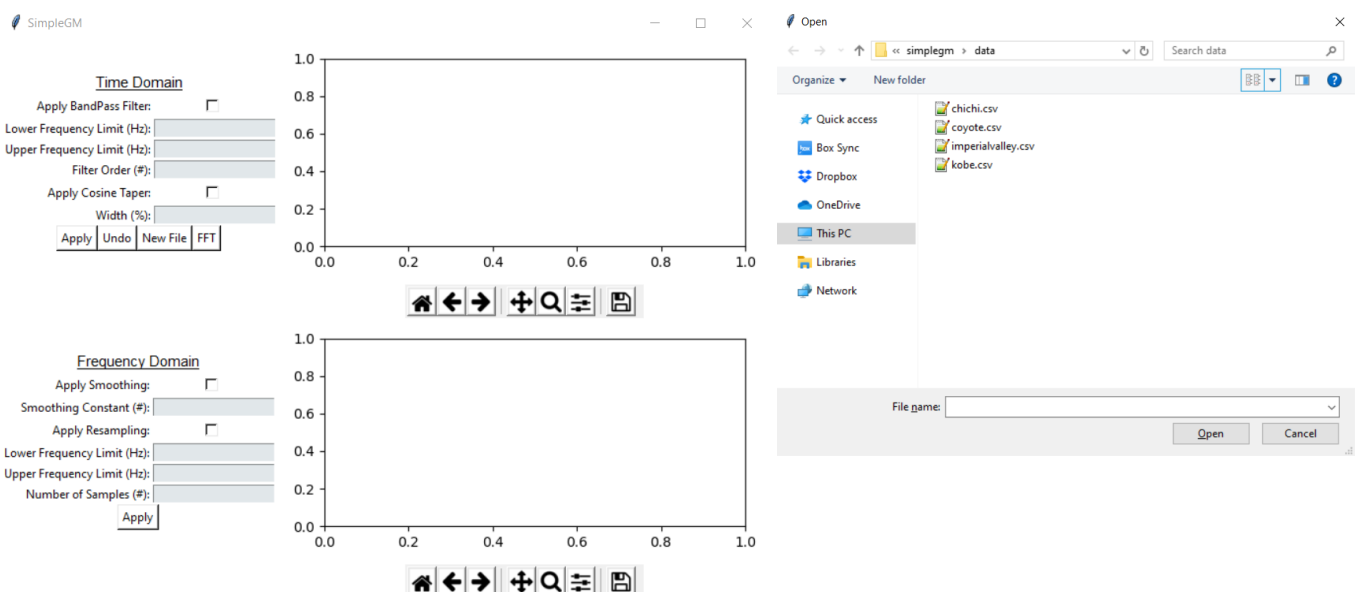 SimpleGM
Time Domain
Apply BandPass Filter:
Lower Frequency Limit (Hz):
Upper Frequency Limit (Hz):
Filter Order (#):
Apply Cosine Taper:
Width (%):
Apply Undo New File FFT
1.0
0.8
0.6
0.4
0.2
0.0
0.0 0.2 0.4 0.6 0.8 1.0
Frequency Domain
Apply Smoothing:
Smoothing Constant (#):
Apply Resampling:
Lower Frequency Limit (Hz):
Upper Frequency Limit (Hz):
Number of Samples (#):
Apply
1.0
0.8
0.6
0.4
0.2
0.0
0.0 0.2 0.4 0.6 0.8 1.0
Open
« simplegm › data
Search data
Organize New folder
Quick access
Box Sync
Dropbox
OneDrive
This PC
Libraries
Network
chichi.csv
coyote.csv
imperialvalley.csv
kobe.csv
File name:
Open Cancel